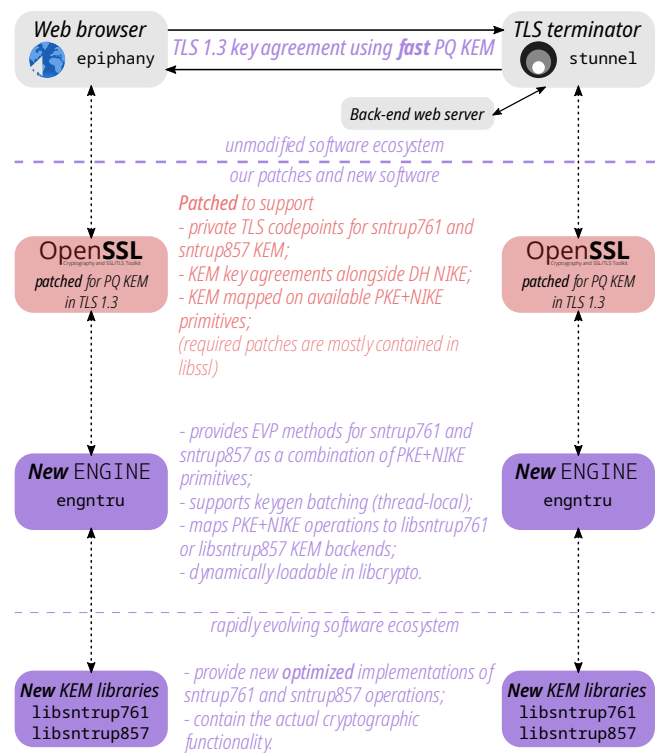 Web browser
epiphany
TLS 1.3 key agreement using fast PQ KEM
TLS terminator
stunnel
Back-end web server
unmodified software ecosystem
our patches and new software
OpenSSL
Cryptography and SSL/TLS Toolkit
patched for PQ KEM
in TLS 1.3
Patched to support
- private TLS codepoints for sntrup761 and
sntrup857 KEM;
- KEM key agreements alongside DH NIKE;
- KEM mapped on available PKE+NIKE
primitives;
(required patches are mostly contained in
libssl)
OpenSSL
Cryptography and SSL/TLS Toolkit
patched for PQ KEM
in TLS 1.3
New ENGINE
engntru
- provides EVP methods for sntrup761 and
sntrup857 as a combination of PKE+NIKE
primitives;
- supports keygen batching (thread-local);
- maps PKE+NIKE operations to libsntrup761
or libsntrup857 KEM backends;
- dynamically loadable in libcrypto.
New ENGINE
engntru
rapidly evolving software ecosystem
New KEM libraries
libsntrup761
libsntrup857
- provide new optimized implementations of
sntrup761 and sntrup857 operations;
- contain the actual cryptographic
functionality.
New KEM libraries
libsntrup761
libsntrup857